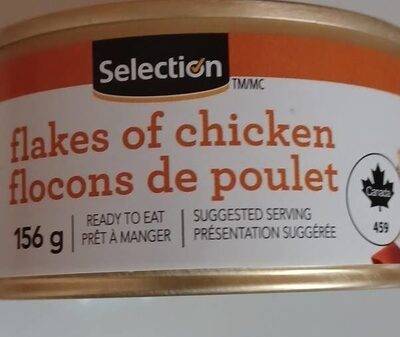 Selection
TM/MC
flakes of chicken
flocons de poulet
156 g
READY TO EAT
PRÊT À MANGER
SUGGESTED SERVING
PRÉSENTATION SUGGÉRÉE
Canada
459